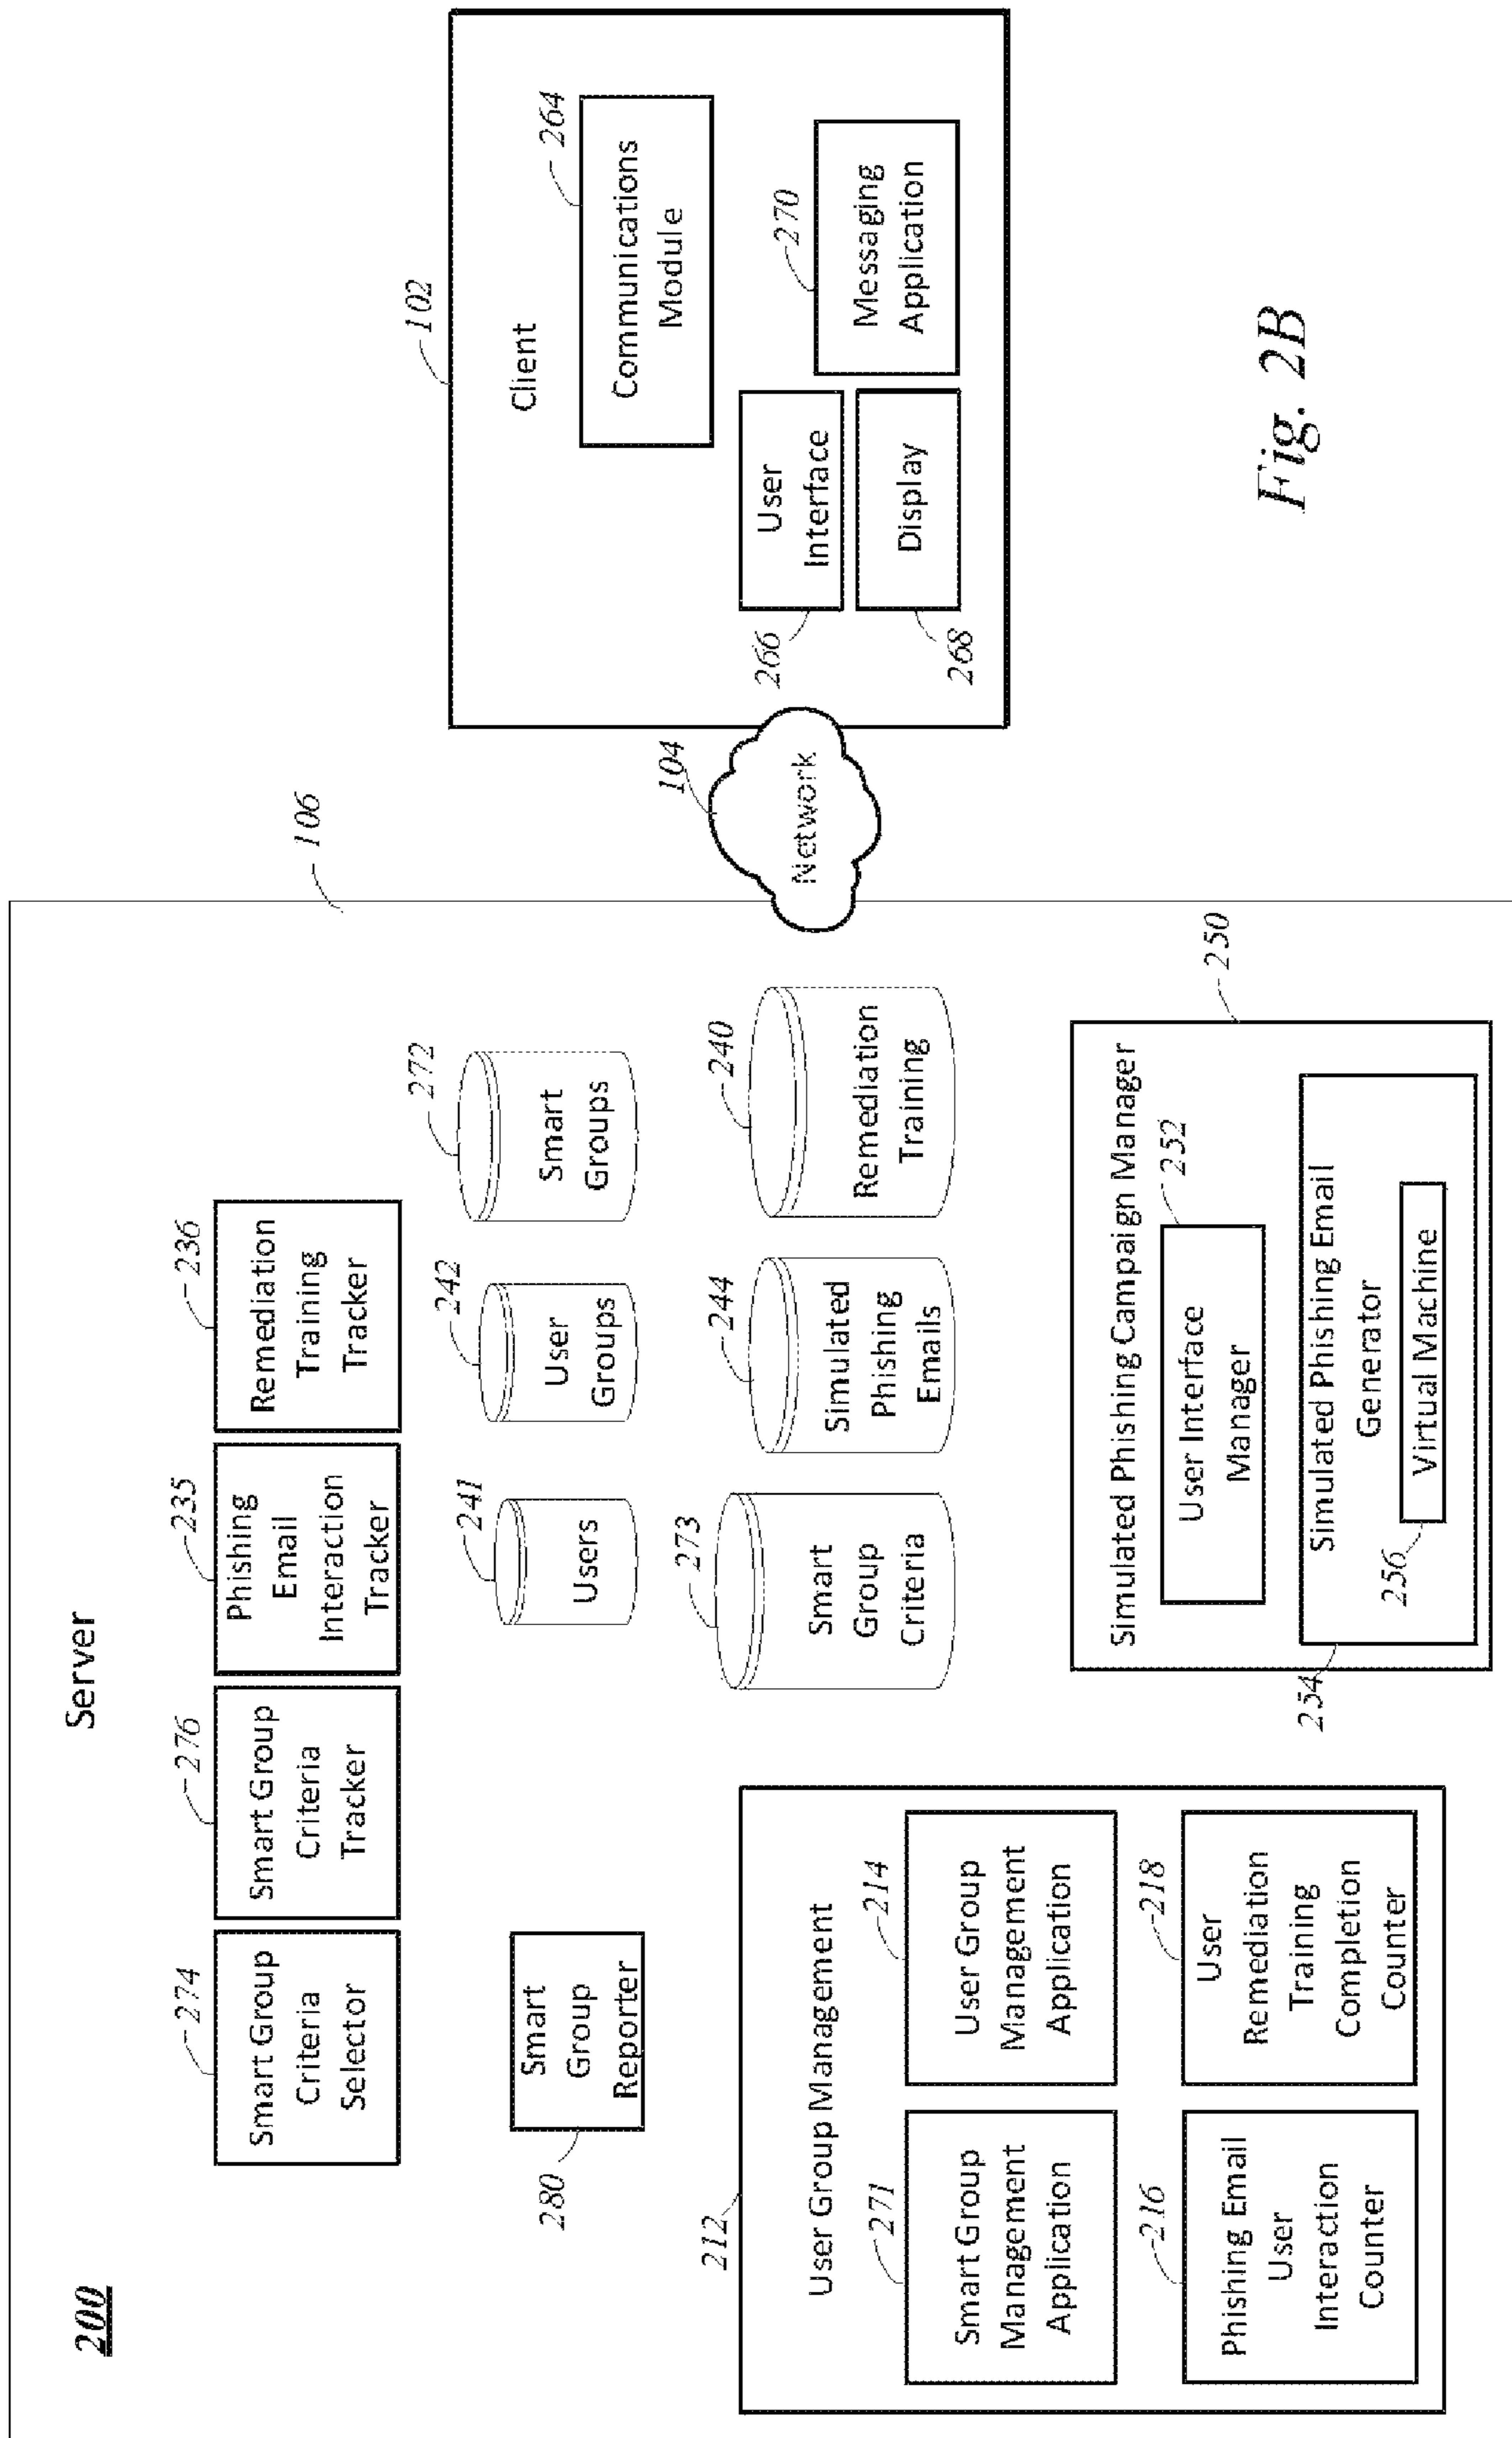 200
Server
106
274
Smart Group
Criteria
Selector
276
Smart Group
Criteria
Tracker
235
Phishing
Email
Interaction
Tracker
236
Remediation
Training
Tracker
280
Smart
Group
Reporter
241
Users
242
User
Groups
272
Smart
Groups
273
Smart
Group
Criteria
244
Simulated
Phishing
Emails
240
Remediation
Training
212
User Group Management
271
Smart Group
Management
Application
214
User Group
Management
Application
216
Phishing Email
User
Interaction
Counter
218
User
Remediation
Training
Completion
Counter
250
Simulated Phishing Campaign Manager
252
User Interface
Manager
254
Simulated Phishing Email
Generator
256
Virtual Machine
104
Network
102
Client
264
Communications
Module
266
User
Interface
268
Display
270
Messaging
Application
Fig. 2B